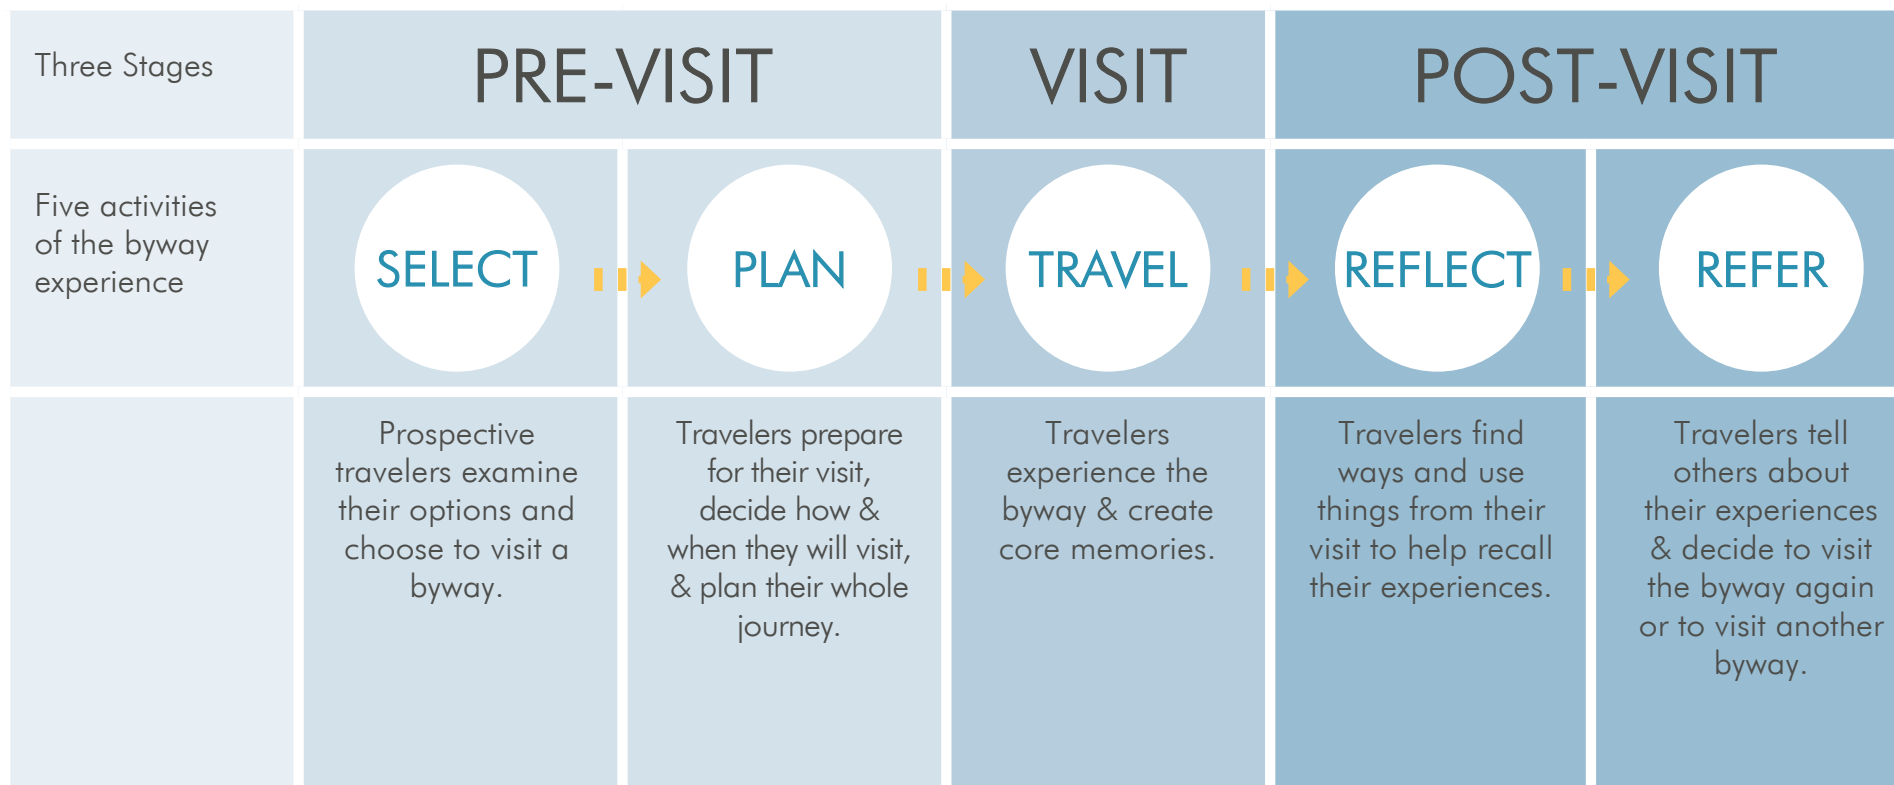 Three Stages
PRE-VISIT
VISIT
POST-VISIT
Five activities
of the byway
experience
SELECT
PLAN
TRAVEL
REFLECT
REFER
Prospective
travelers examine
their options and
choose to visit a
byway.
Travelers prepare
for their visit,
decide how &
when they will visit,
& plan their whole
journey.
Travelers
experience the
byway & create
core memories.
Travelers find
ways and use
things from their
visit to help recall
their experiences.
Travelers tell
others about
their experiences
& decide to visit
the byway again
or to visit another
byway.